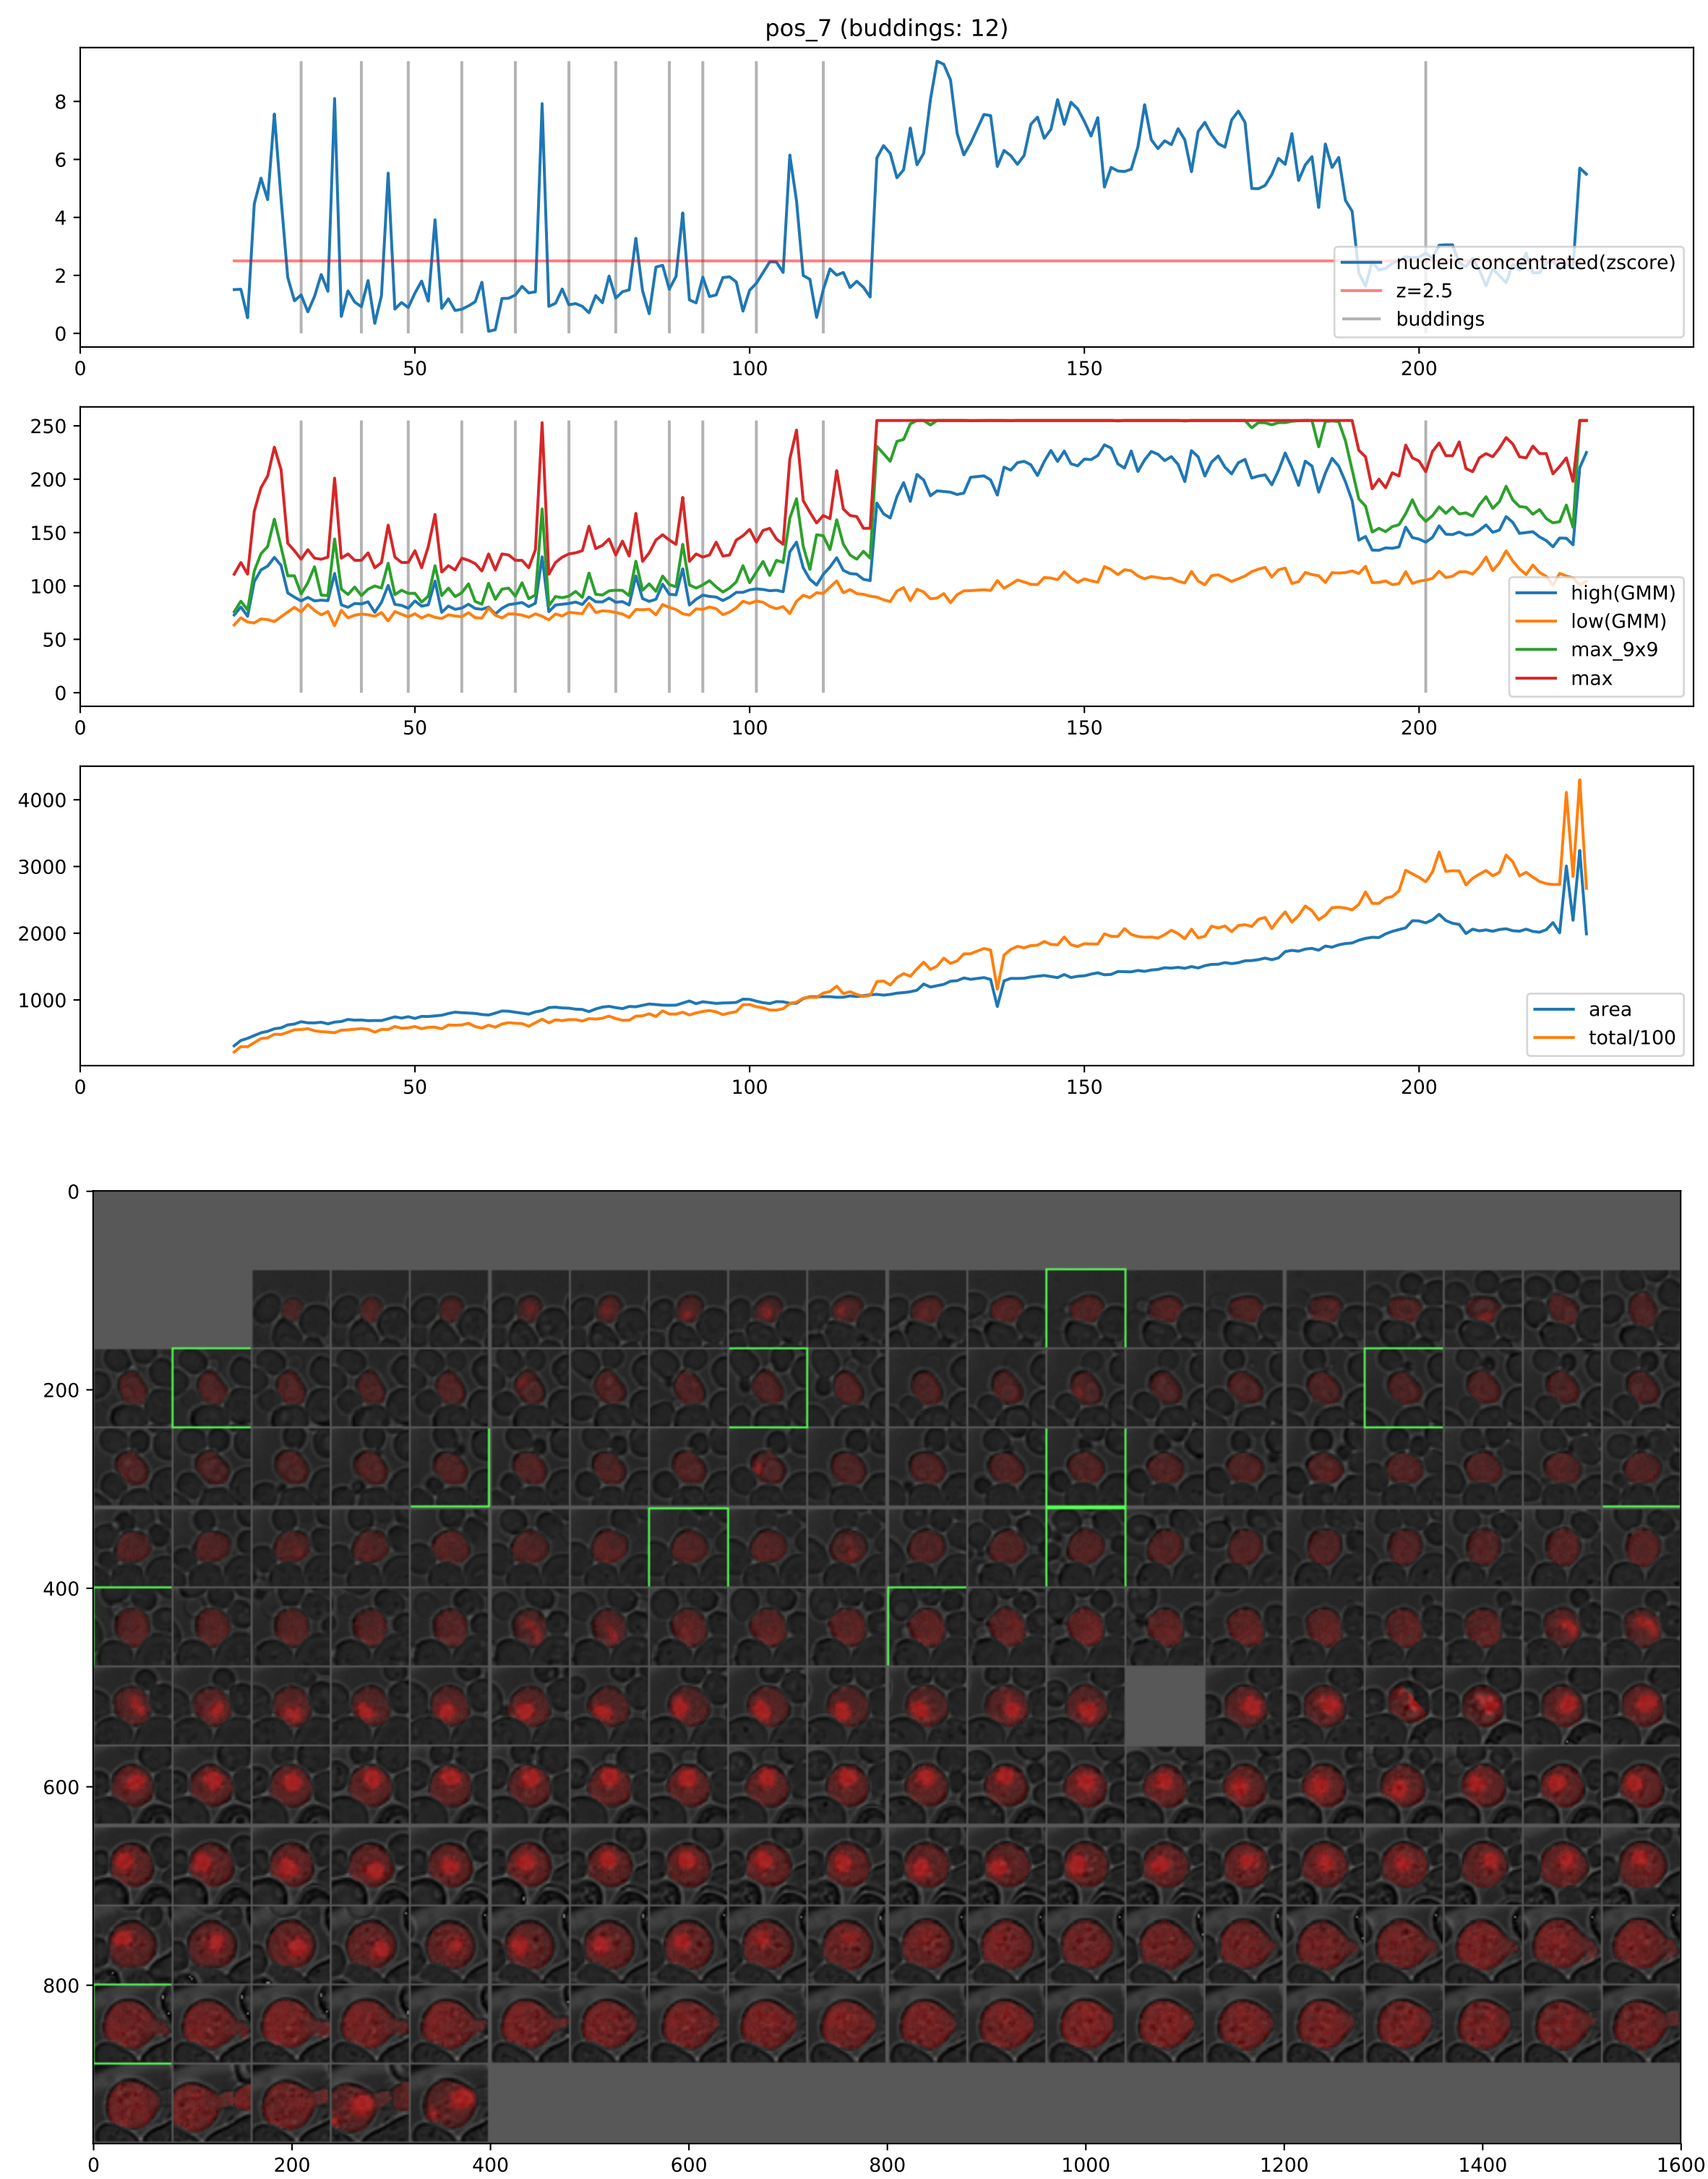 pos_7 (buddings: 12)
8
6
4
2
0
0 50 100 150 200
nucleic concentrated(zscore)
z=2.5
buddings
250
200
150
100
50
0
0 50 100 150 200
high(GMM)
low(GMM)
max_9x9
max
4000
3000
2000
1000
0 50 100 150 200
area
total/100
0
200
400
600
800
0 200 400 600 800 1000 1200 1400 1600